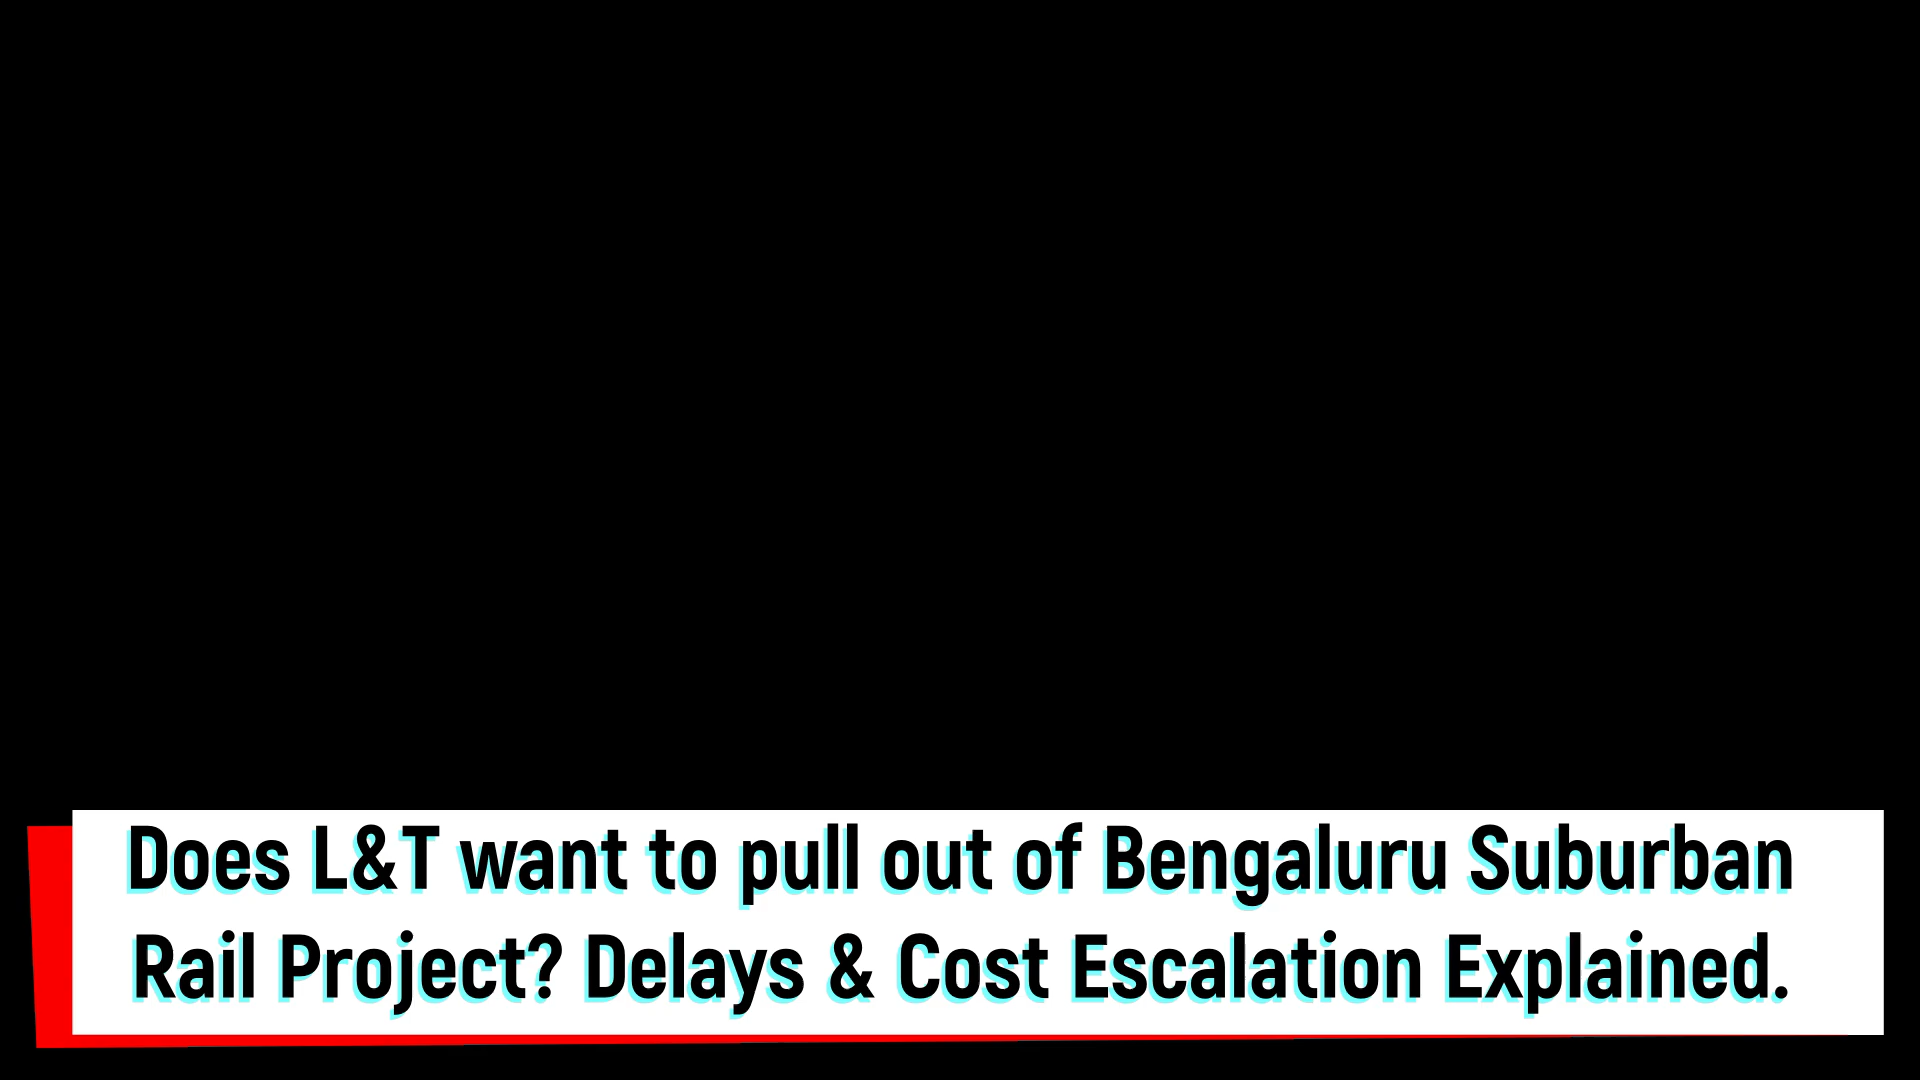 Does L&T want to pull out of Bengaluru Suburban
Rail Project? Delays & Cost Escalation Explained.